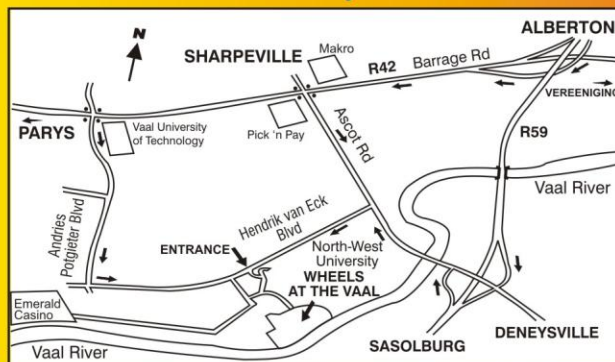 ALBERTON
N
Makro
SHARPEVILLE
R42
Barrage Rd
VEREENIGING
PARYS
Vaal University
of Technology
Pick 'n Pay
Ascot Rd
R59
Vaal River
Andries
Potgieter Blvd
Hendrik van Eck
Blvd
ENTRANCE
North-West
University
WHEELS
AT THE VAAL
Emerald
Casino
Vaal River
SASOLBURG
DENEYSVILLE